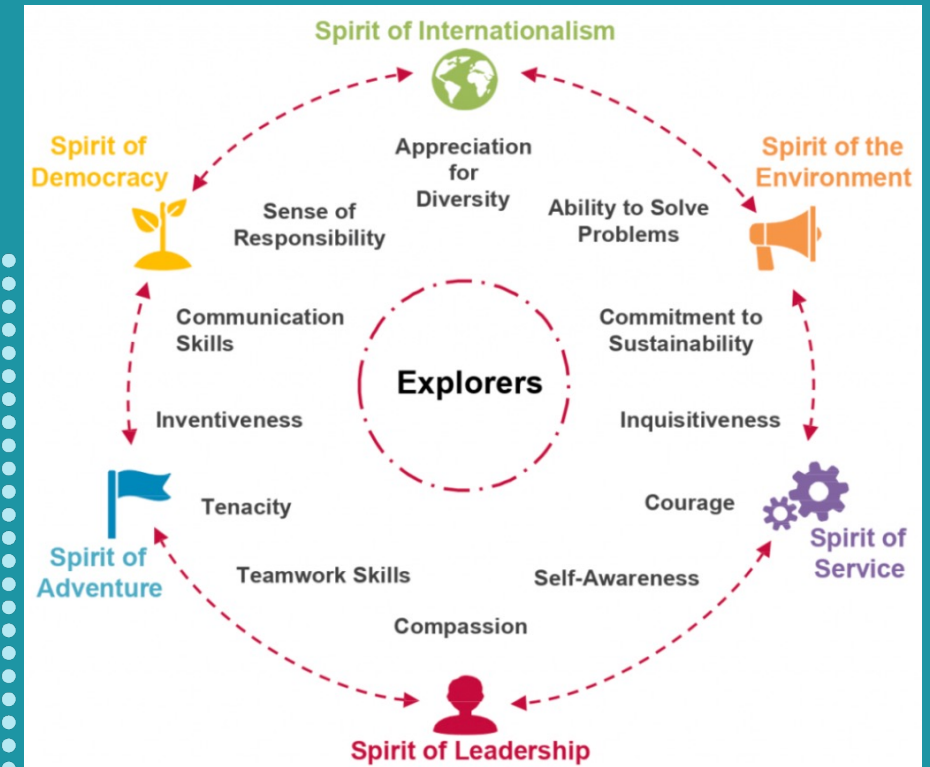 Spirit of Internationalism
Spirit of
Democracy
Spirit of the
Environment
Appreciation
for
Diversity
Sense of
Responsibility
Ability to Solve
Problems
Communication
Skills
Commitment to
Sustainability
Explorers
Inventiveness
Inquisitiveness
Tenacity
Courage
Spirit of
Adventure
Spirit of
Service
Teamwork Skills
Self-Awareness
Compassion
Spirit of Leadership